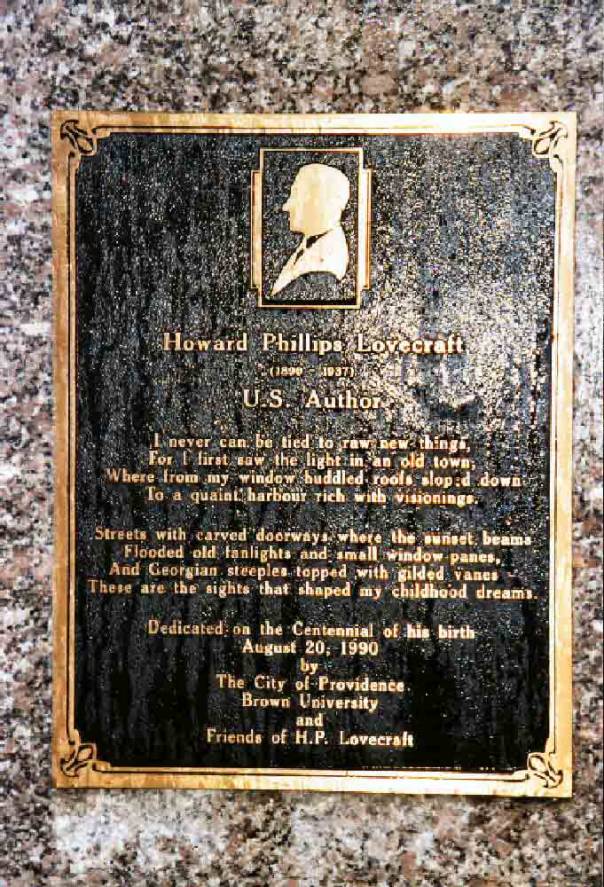 Howard Phillips Lovecraft
(1890 - 1937)
U.S. Author
I never can be tied to raw new things,
For I first saw the light in an old town,
Where from my window huddled roofs sloped down
To a quaint harbour rich with visionings.
Streets with carved doorways where the sunset beams
Flooded old fanlights and small window-panes,
And Georgian steeples topped with gilded vanes -
These are the sights that shaped my childhood dreams.
Dedicated on the Centennial of his birth
August 20, 1990
by
The City of Providence
Brown University
and
Friends of H.P. Lovecraft